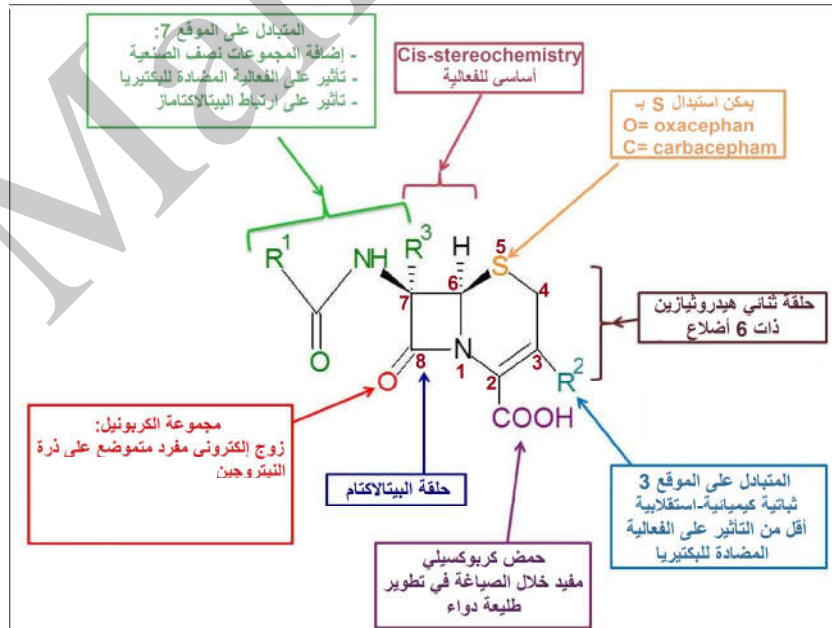 المتبادل على الموقع 7:
- إضافة المجموعات نصف الصنعية
- تأثير على الفعالية المضادة للبكتيريا
- تأثير على ارتباط البيتالاكتاماز
Cis-stereochemistry
أساسي للفعالية
يمكن استبدال S بـ
O= oxacephan
C= carbacepham
R1
NH
R3
H
S
5
6
4
7
O
8
N
1
2
3
R2
O
COOH
حلقة ثنائي هيدروثيازين
ذات 6 أضلاع
مجموعة الكربونيل:
زوج إلكتروني مفرد متموضع على ذرة
النيتروجين
حلقة البيتالاكتام
المتبادل على الموقع 3
ثباتية كيميائية-استقلابية
أقل من التأثير على الفعالية
المضادة للبكتيريا
حمض كربوكسيلي
مفيد خلال الصياغة في تطوير
طليعة دواء